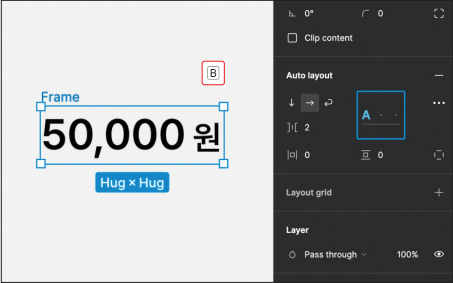 B
Frame
50,000 원
Hug × Hug
0°
0
Clip content
Auto layout
A
2
0
0
Layout grid
Layer
Pass through
100%